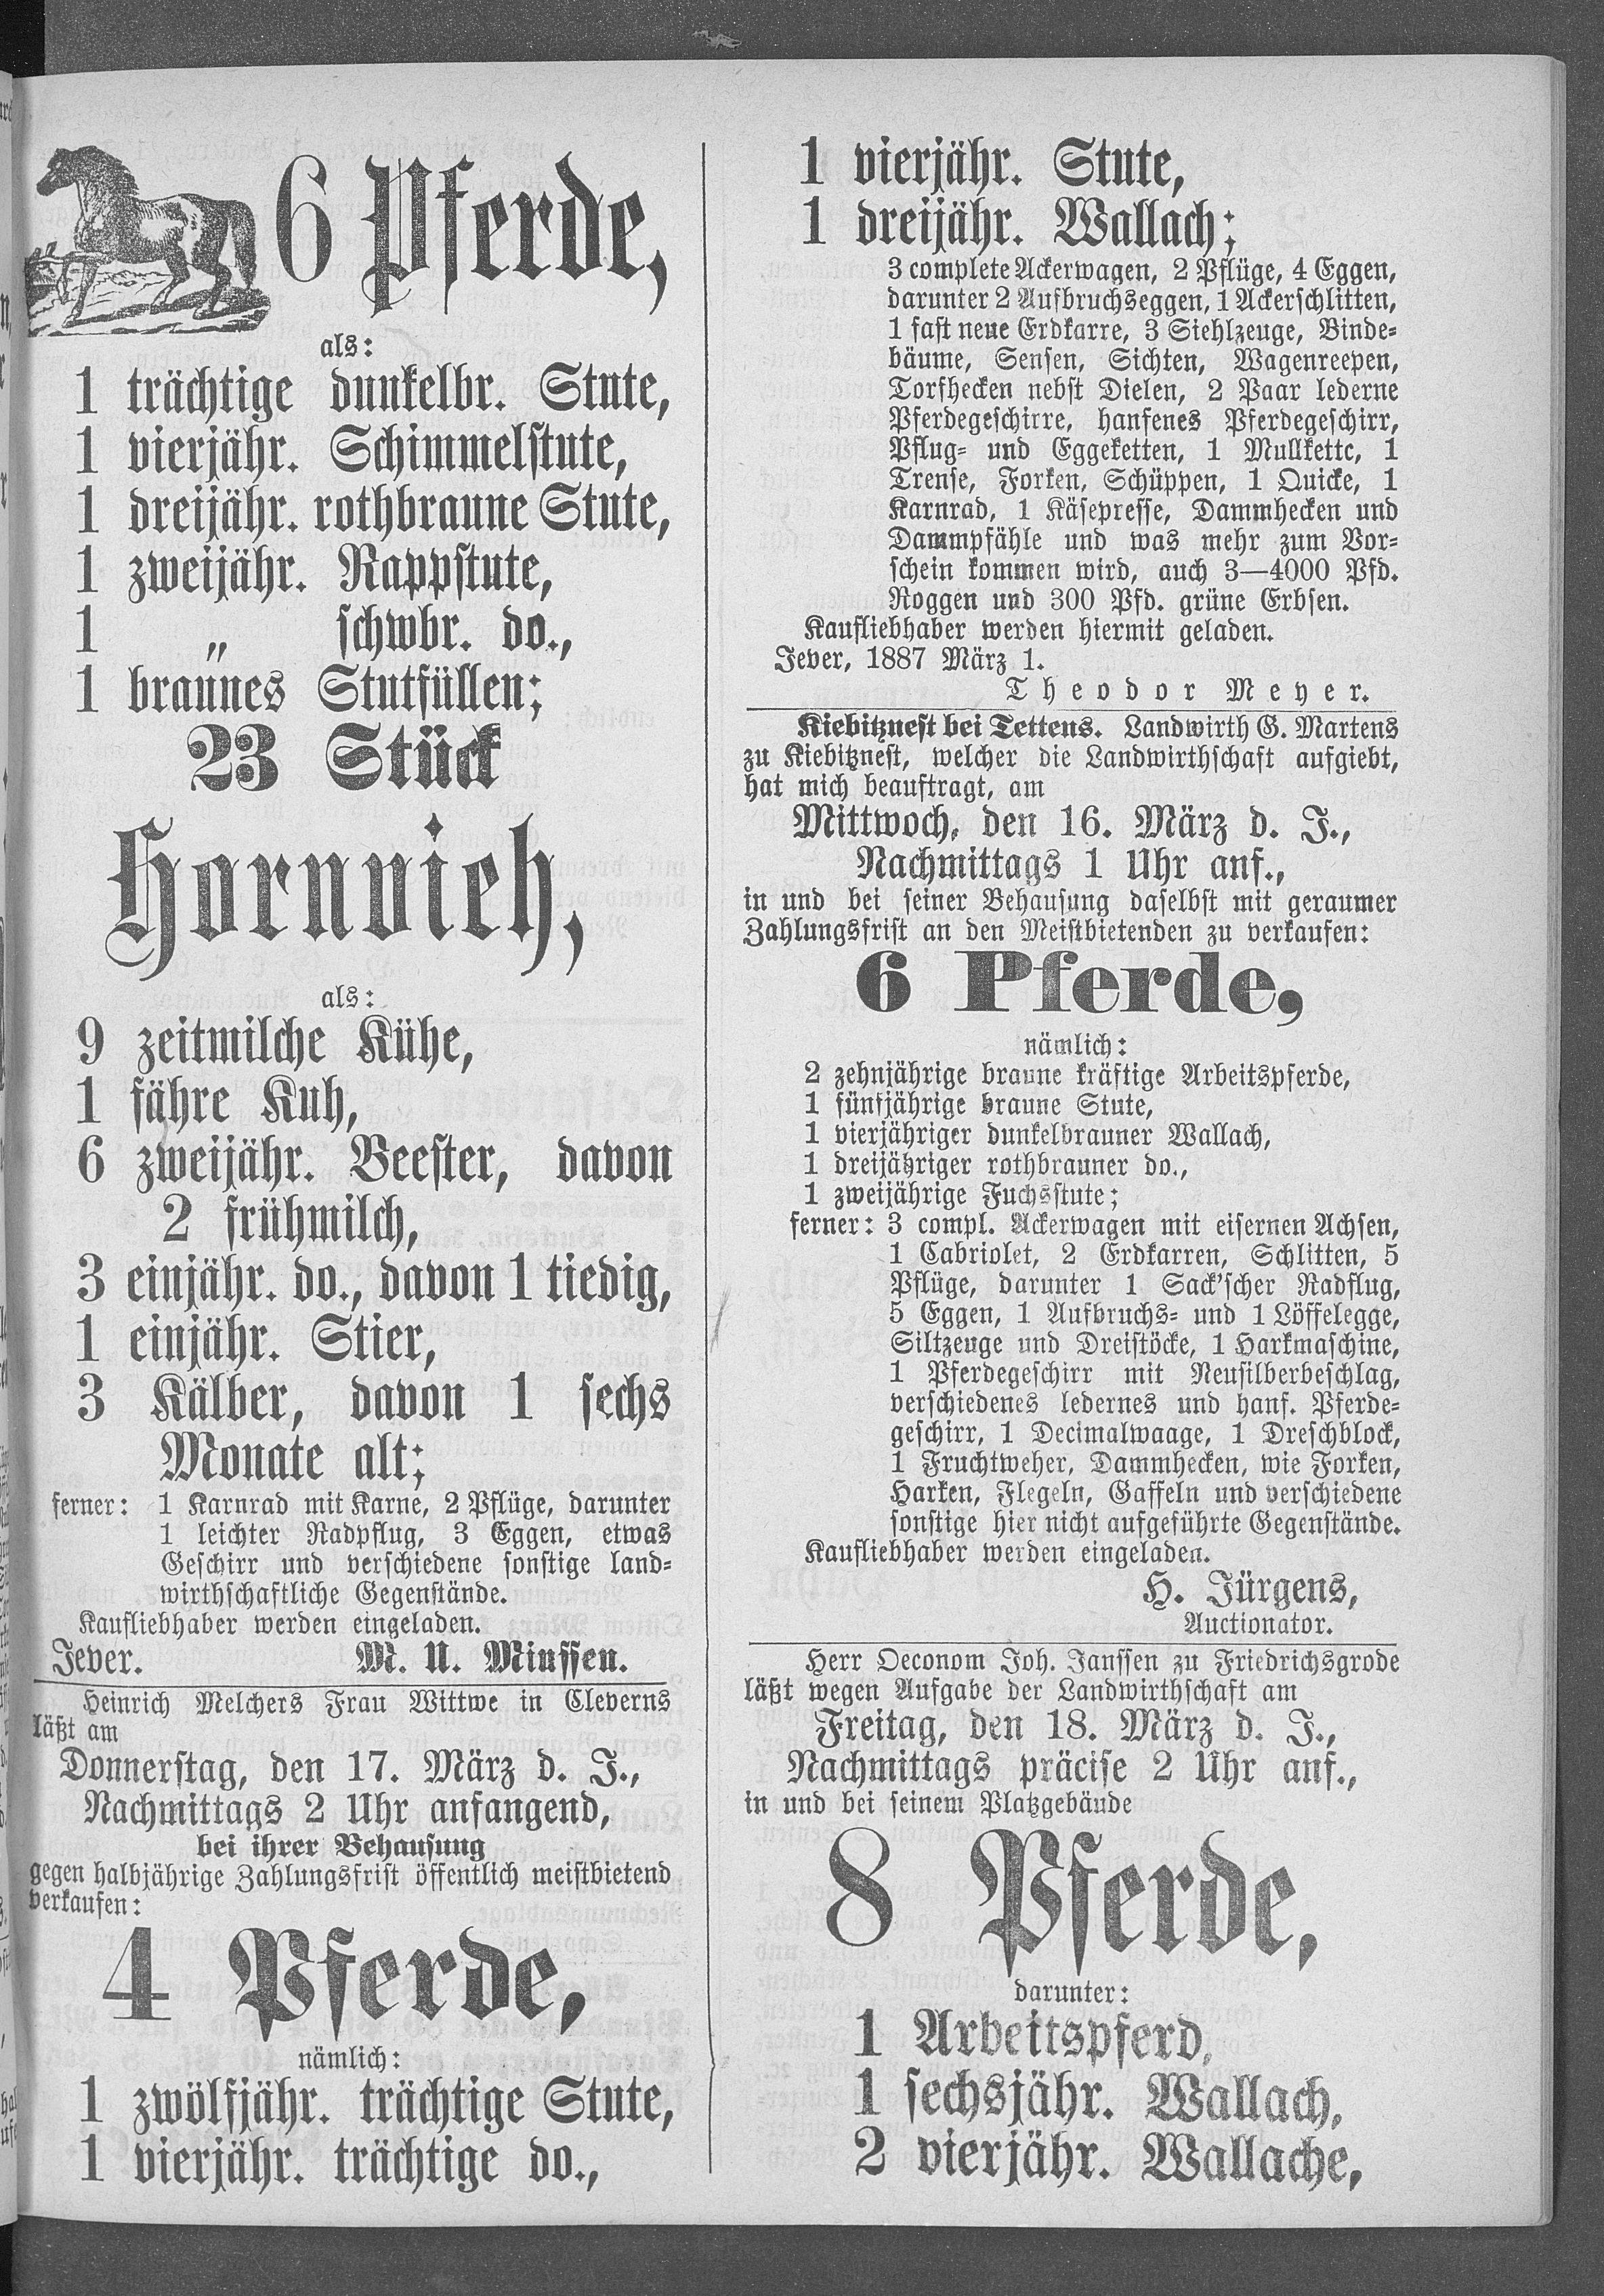 6 Pferde,
als:
1 trächtige dunkelbr. Stute,
1 vierjähr. Schimmelstute,
1 dreijähr. rothbraune Stute,
1 zweijähr. Rappstute,
1 „ schwbr. do.,
1 braunes Stutfüllen;
23 Stück
Hornvieh,
als:
9 zeitmilche Kühe,
1 fähre Kuh,
6 zweijähr. Beester, davon
2 frühmilch,
3 einjähr. do., davon 1 tiedig,
1 einjähr. Stier,
3 Kälber, davon 1 sechs
Monate alt;
ferner: 1 Karnrad mit Karne, 2 Pflüge, darunter
1 leichter Radpflug, 3 Eggen, etwas
Geschirr und verschiedene sonstige land-
wirthschaftliche Gegenstände.
Kaufliebhaber werden eingeladen.
Jever. M. U. Minssen.
Heinrich Melchers Frau Wittwe in Cleverns
läßt am
Donnerstag, den 17. März d. J.,
Nachmittags 2 Uhr anfangend,
bei ihrer Behausung
gegen halbjährige Zahlungsfrist öffentlich meistbietend
verkaufen:
4 Pferde,
nämlich:
1 zwölfjähr. trächtige Stute,
1 vierjähr. trächtige do.,
1 vierjähr. Stute,
1 dreijähr. Wallach;
3 complete Ackerwagen, 2 Pflüge, 4 Eggen,
darunter 2 Aufbruchseggen, 1 Ackerschlitten,
1 fast neue Erdkarre, 3 Siehlzeuge, Binde-
bäume, Sensen, Sichten, Wagenreepen,
Torfhecken nebst Dielen, 2 Paar lederne
Pferdegeschirre, hanfenes Pferdegeschirr,
Pflug- und Eggeketten, 1 Mullkette, 1
Trense, Forken, Schüppen, 1 Quicke, 1
Karnrad, 1 Käsepresse, Dammhecken und
Dammpfähle und was mehr zum Vor-
schein kommen wird, auch 3—4000 Pfd.
Roggen und 300 Pfd. grüne Erbsen.
Kaufliebhaber werden hiermit geladen.
Jever, 1887 März 1.
Theodor Meyer.
Kiebitznest bei Tettens. Landwirth G. Martens
zu Kiebitznest, welcher die Landwirthschaft aufgiebt,
hat mich beauftragt, am
Mittwoch, den 16. März d. J.,
Nachmittags 1 Uhr anf.,
in und bei seiner Behausung daselbst mit geraumer
Zahlungsfrist an den Meistbietenden zu verkaufen:
6 Pferde,
nämlich:
2 zehnjährige braune kräftige Arbeitspferde,
1 fünfjährige braune Stute,
1 vierjähriger dunkelbrauner Wallach,
1 dreijähriger rothbrauner do.,
1 zweijährige Fuchsstute;
ferner: 3 compl. Ackerwagen mit eisernen Achsen,
1 Cabriolet, 2 Erdkarren, Schlitten, 5
Pflüge, darunter 1 Sack'scher Radflug,
5 Eggen, 1 Aufbruchs- und 1 Löffelegge,
Siltzeuge und Dreistöcke, 1 Harkmaschine,
1 Pferdegeschirr mit Neusilberbeschlag,
verschiedenes ledernes und hanf. Pferde-
geschirr, 1 Decimalwaage, 1 Dreschblock,
1 Fruchtweher, Dammhecken, wie Forken,
Harken, Flegeln, Gaffeln und verschiedene
sonstige hier nicht aufgeführte Gegenstände.
Kaufliebhaber werden eingeladen.
H. Jürgens,
Auctionator.
Herr Oeconom Joh. Janssen zu Friedrichsgrode
läßt wegen Aufgabe der Landwirthschaft am
Freitag, den 18. März d. J.,
Nachmittags präcise 2 Uhr anf.,
in und bei seinem Platzgebäude
8 Pferde,
darunter:
1 Arbeitspferd,
1 sechsjähr. Wallach,
2 vierjähr. Wallache,